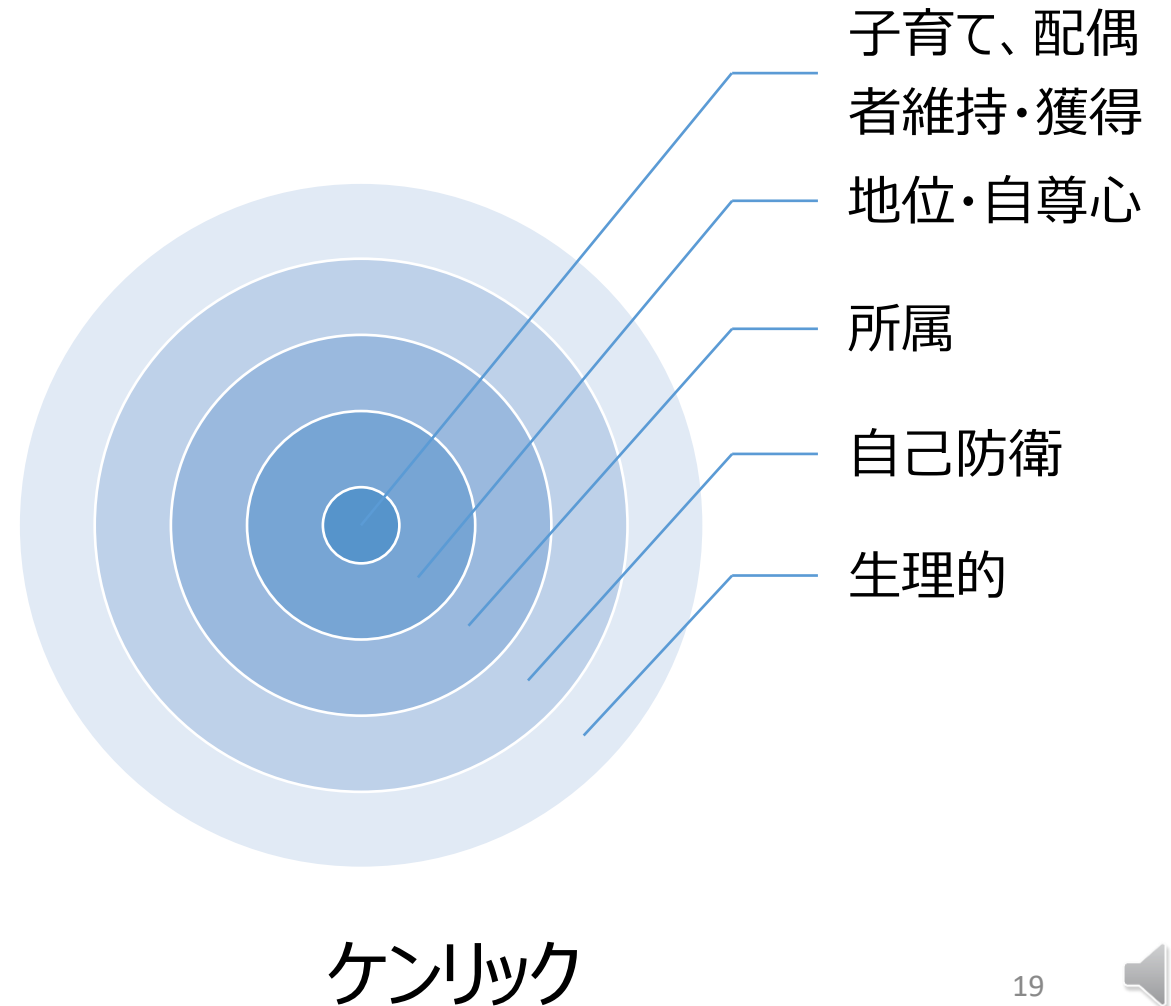 子育て、配偶
者維持・獲得
地位・自尊心
所属
自己防衛
生理的
ケンリック
19